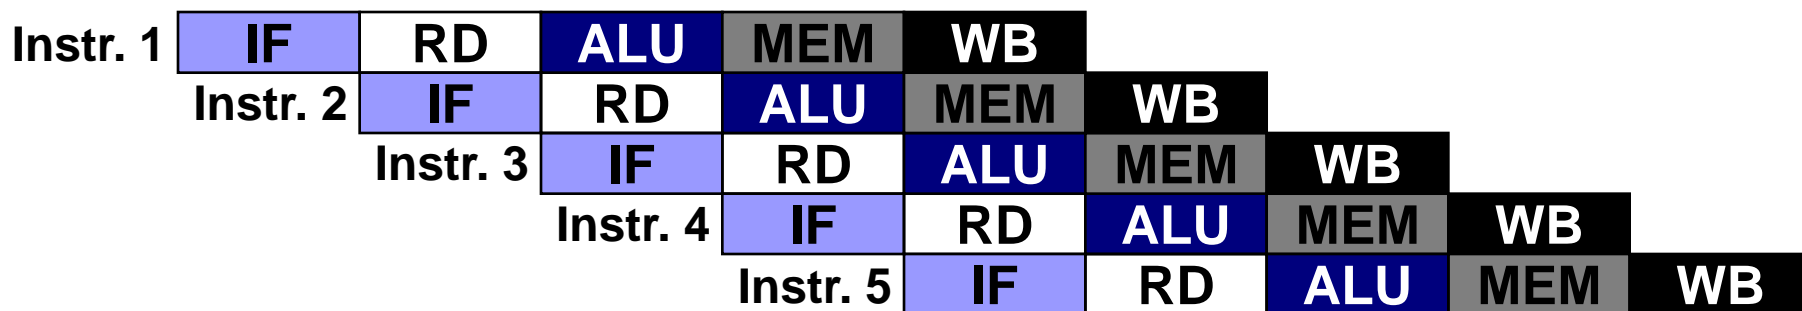 Instr. 1 IF RD ALU MEM WB
Instr. 2 IF RD ALU MEM WB
Instr. 3 IF RD ALU MEM WB
Instr. 4 IF RD ALU MEM WB
Instr. 5 IF RD ALU MEM WB